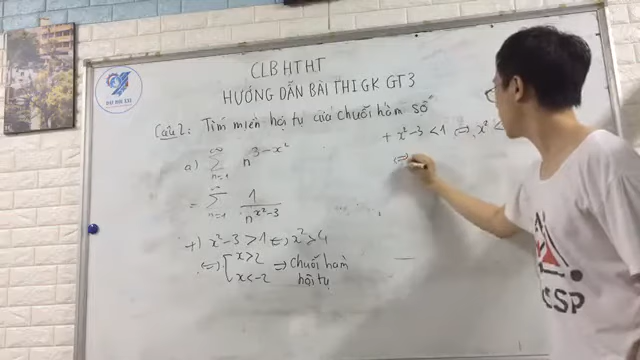 CLB HTHT
HƯỚNG DẪN BÀI THI GK GT3
Câu 2: Tìm miền hội tụ của chuỗi hàm số
a) ∑ n=1 ∞ n^(3-x²)
= ∑ n=1 ∞ 1/n^(x²-3)
+) x²-3 > 1 ⇔ x² > 4
⇔ [ x > 2
x < -2 ⇒ chuỗi hàm
hội tụ
+ x²-3 < 1 ⇔ x² <
⇔
SP